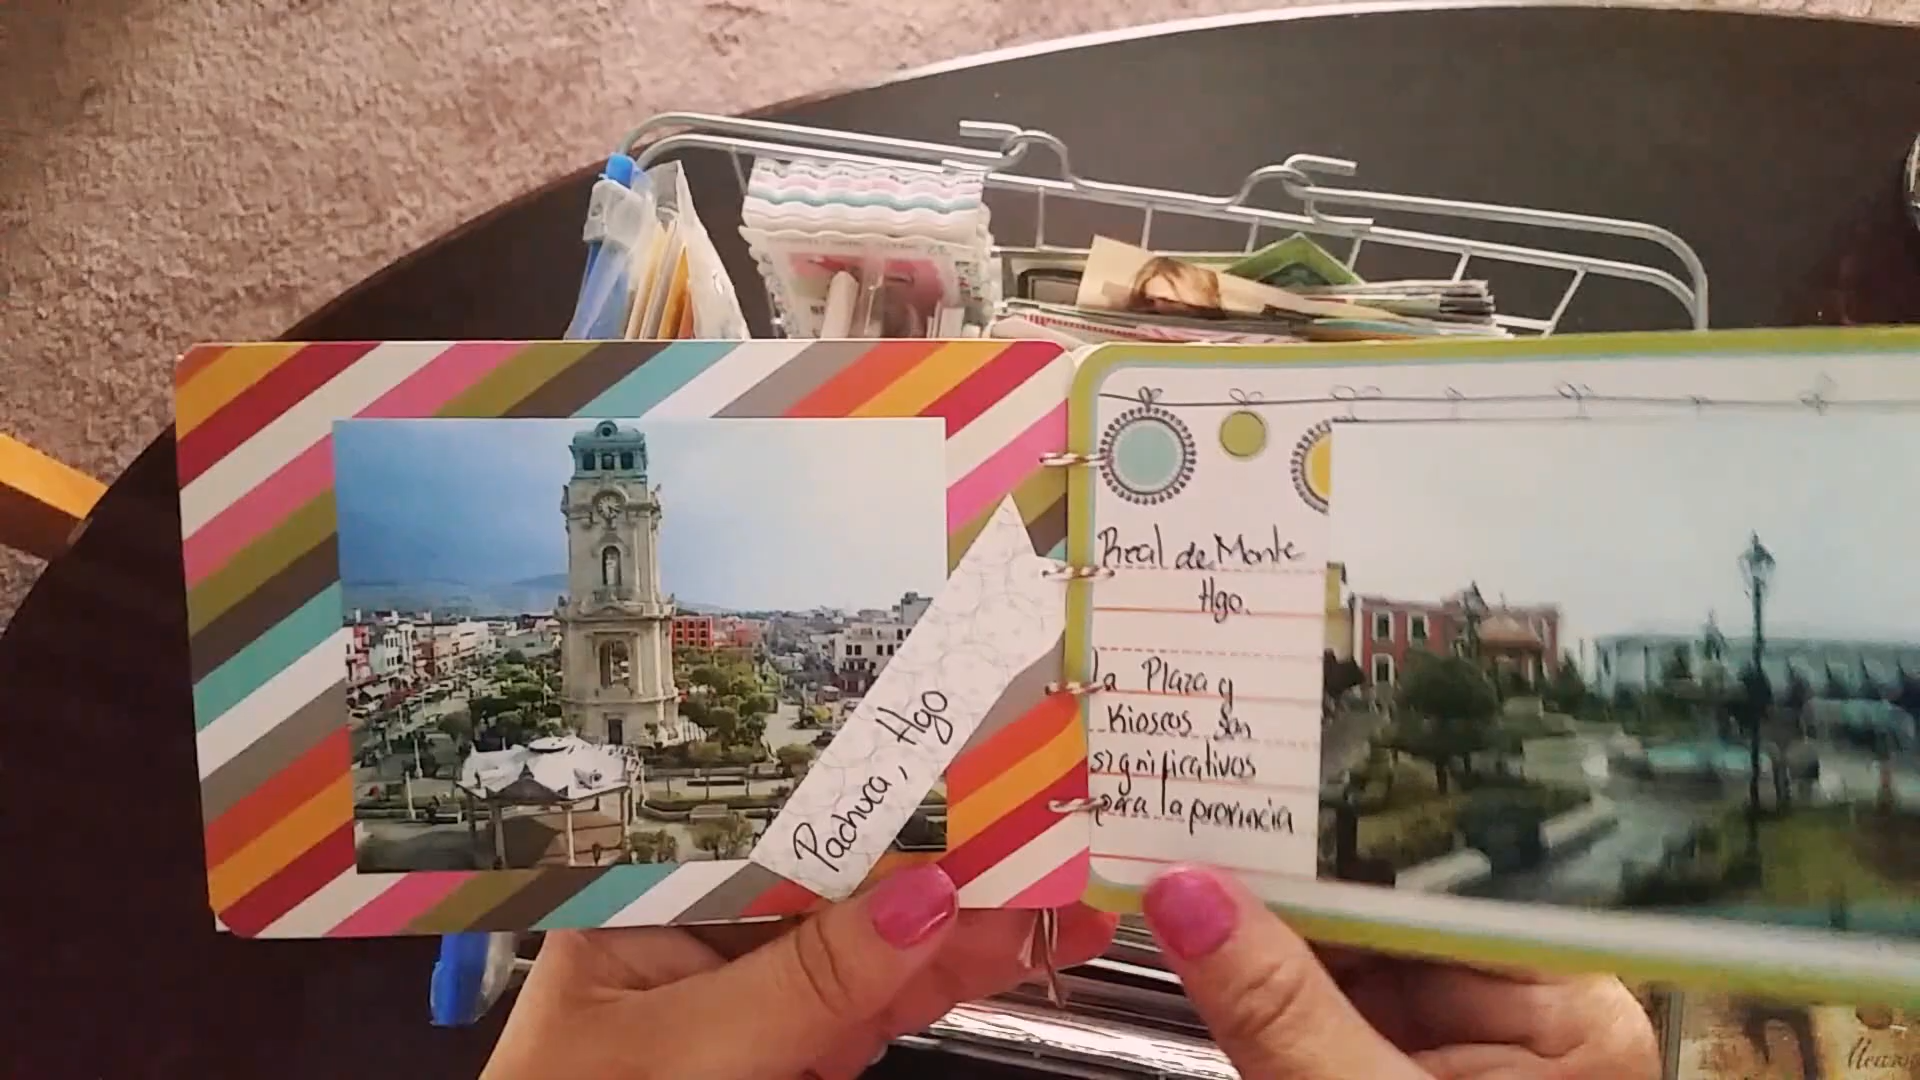 Pachuca, Hgo
Real de Monte
Hgo.
la Plaza y
Kioscos son
significativos
para la provincia